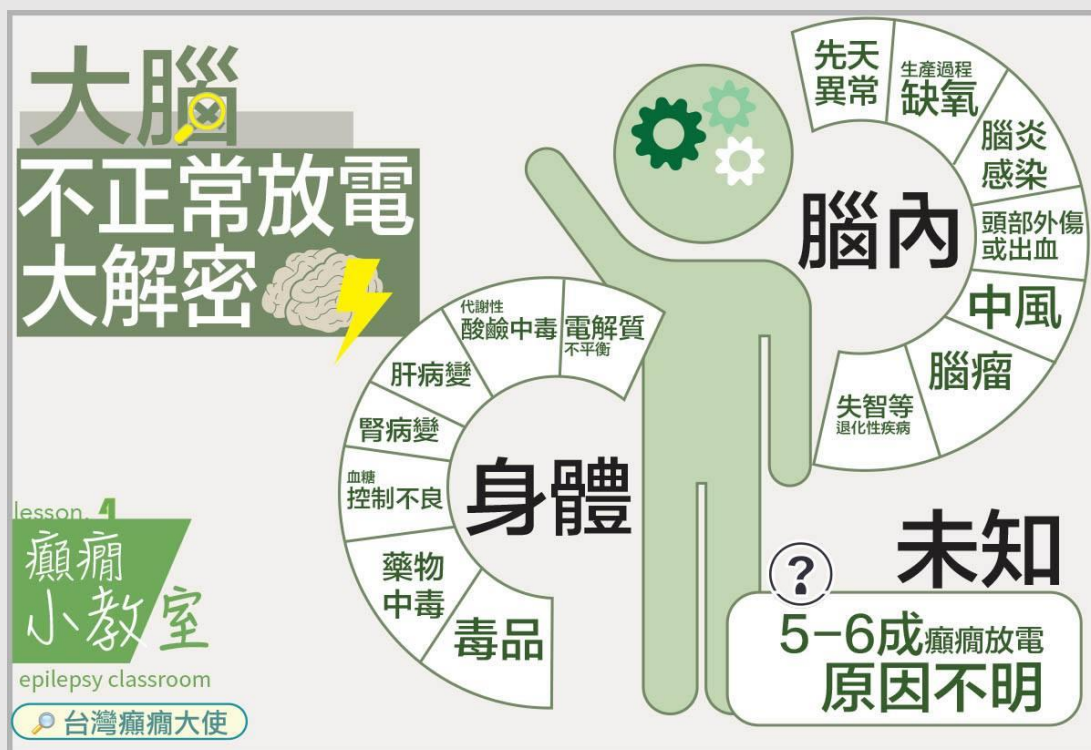 大腦
不正常放電
大解密
先天
異常
生產過程
缺氧
腦炎
感染
頭部外傷
或出血
中風
腦瘤
失智等
退化性疾病
腦內
電解質
不平衡
代謝性
酸鹼中毒
肝病變
腎病變
血糖
控制不良
藥物
中毒
毒品
身體
未知
?
5-6成癲癇放電
原因不明
lesson. 1
癲癇
小教室
epilepsy classroom
台灣癲癇大使